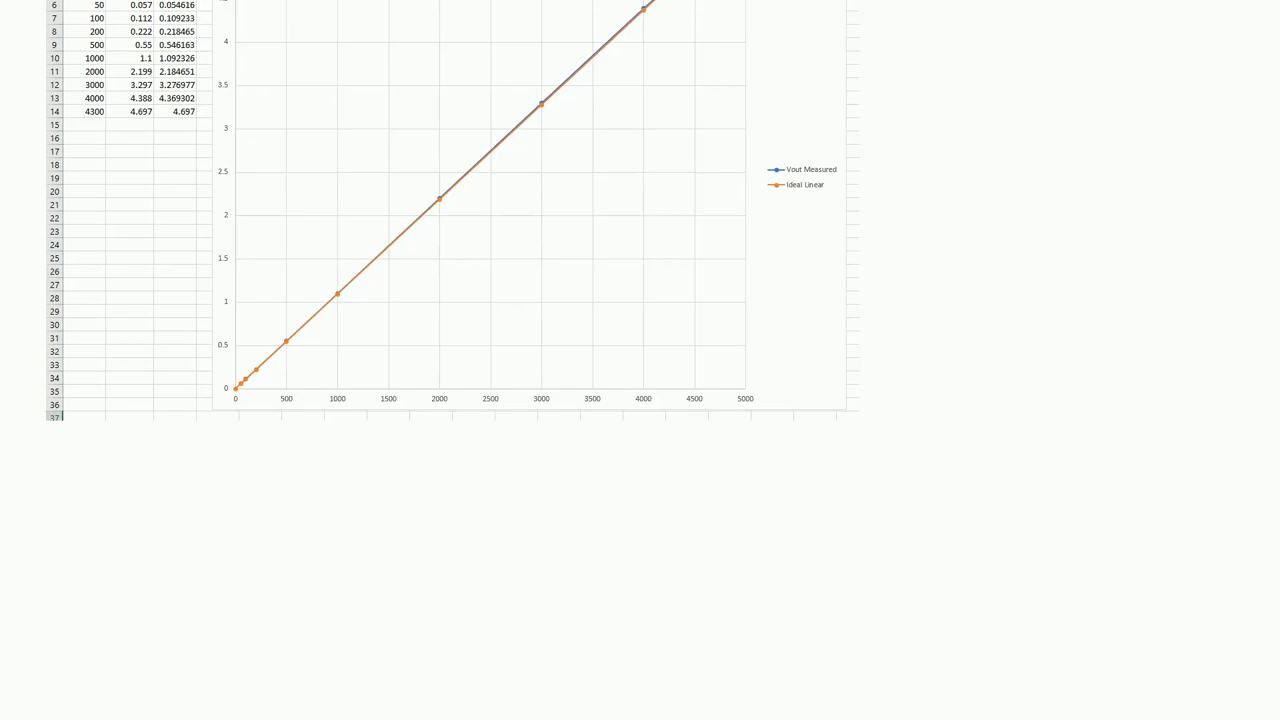 6 50 0.057 0.054616
7 100 0.112 0.109233
8 200 0.222 0.218465
9 500 0.55 0.546163
10 1000 1.1 1.092326
11 2000 2.199 2.184651
12 3000 3.297 3.276977
13 4000 4.388 4.369302
14 4300 4.697 4.697
15
16
17
18
19
20
21
22
23
24
25
26
27
28
29
30
31
32
33
34
35
36
37
4
3.5
3
2.5
2
1.5
1
0.5
0
0 500 1000 1500 2000 2500 3000 3500 4000 4500 5000
Vout Measured
Ideal Linear